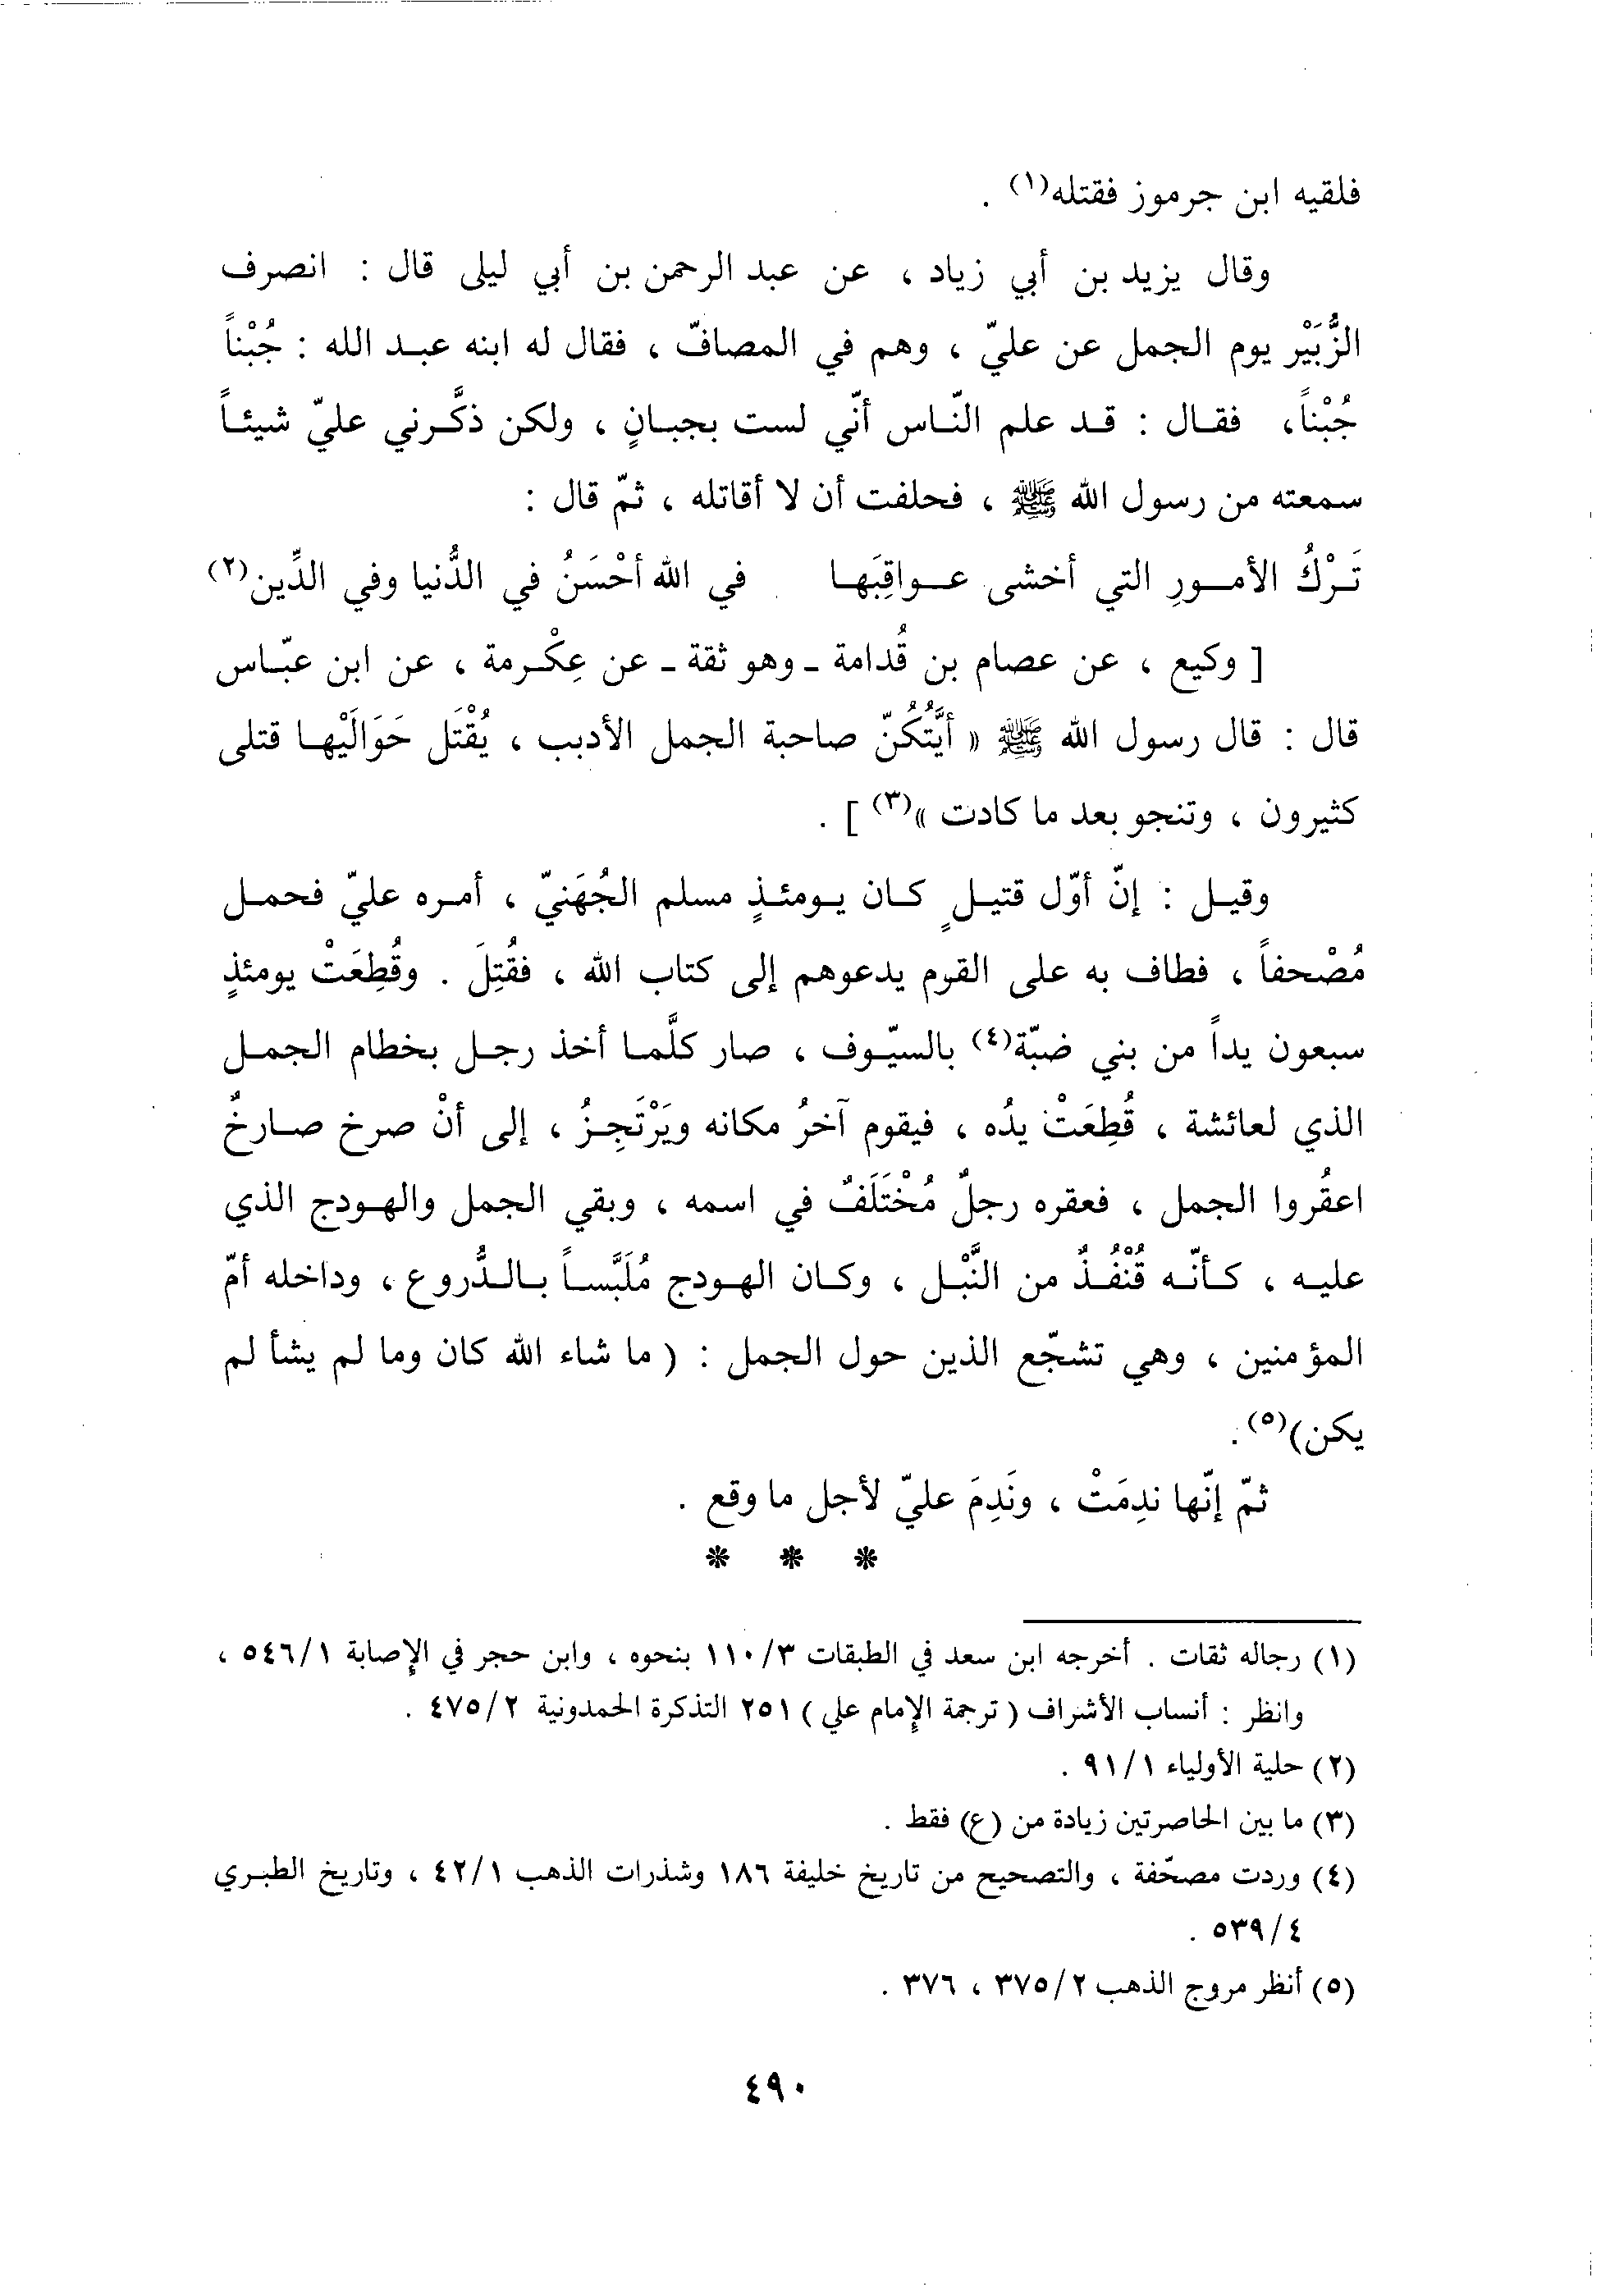 فلقيه ابن جرموز فقتله(١) .
وقال يزيد بن أبي زياد ، عن عبد الرحمن بن أبي ليلى قال : انصرف
الزُّبَيْر يوم الجمل عن عليّ ، وهم في المصافّ ، فقال له ابنه عبد الله : جُبْناً
جُبْناً، فقال : قد علم النّاس أنّي لست بجبانٍ ، ولكن ذكَّرني عليّ شيئاً
سمعته من رسول الله ﷺ ، فحلفت أن لا أقاتله ، ثمّ قال :
تَرْكُ الأمورِ التي أخشى عواقِبَها في الله أحْسَنُ في الدُّنيا وفي الدِّين(٢)
[ وكيع ، عن عصام بن قُدامة ـ وهو ثقة ـ عن عِكْرمة ، عن ابن عبّاس
قال : قال رسول الله ﷺ « أيَّتُكُنّ صاحبة الجمل الأدبب ، يُقْتَل حَوَالَيْها قتلى
كثيرون ، وتنجو بعد ما كادت »(٣) ] .
وقيل : إنّ أوّل قتيلٍ كان يومئذٍ مسلم الجُهَنيّ ، أمره عليّ فحمل
مُصْحفاً ، فطاف به على القوم يدعوهم إلى كتاب الله ، فقُتِلَ . وقُطِعَتْ يومئذٍ
سبعون يداً من بني ضبّة(٤) بالسيّوف ، صار كلَّما أخذ رجل بخطام الجمل
الذي لعائشة ، قُطِعَتْ يدُه ، فيقوم آخرُ مكانه ويَرْتَجِزُ ، إلى أنْ صرخ صارخٌ
اعقُروا الجمل ، فعقره رجلٌ مُخْتَلَفٌ في اسمه ، وبقي الجمل والهودج الذي
عليه ، كأنّه قُنْفُذٌ من النَّبْل ، وكان الهودج مُلَبَّساً بالدُّروع ، وداخله أمّ
المؤمنين ، وهي تشجّع الذين حول الجمل : ( ما شاء الله كان وما لم يشأ لم
يكن)(٥) .
ثمّ إنّها ندِمَتْ ، ونَدِمَ عليّ لأجل ما وقع .
* * *
(١) رجاله ثقات . أخرجه ابن سعد في الطبقات ١١٠/٣ بنحوه ، وابن حجر في الإصابة ٥٤٦/١ ،
وانظر : أنساب الأشراف ( ترجمة الإمام علي ) ٢٥١ التذكرة الحمدونية ٤٧٥/٢ .
(٢) حلية الأولياء ٩١/١ .
(٣) ما بين الحاصرتين زيادة من (ع) فقط .
(٤) وردت مصحّفة ، والتصحيح من تاريخ خليفة ١٨٦ وشذرات الذهب ٤٢/١ ، وتاريخ الطبري
٥٣٩/٤ .
(٥) أنظر مروج الذهب ٣٧٥/٢ ، ٣٧٦ .
٤٩٠